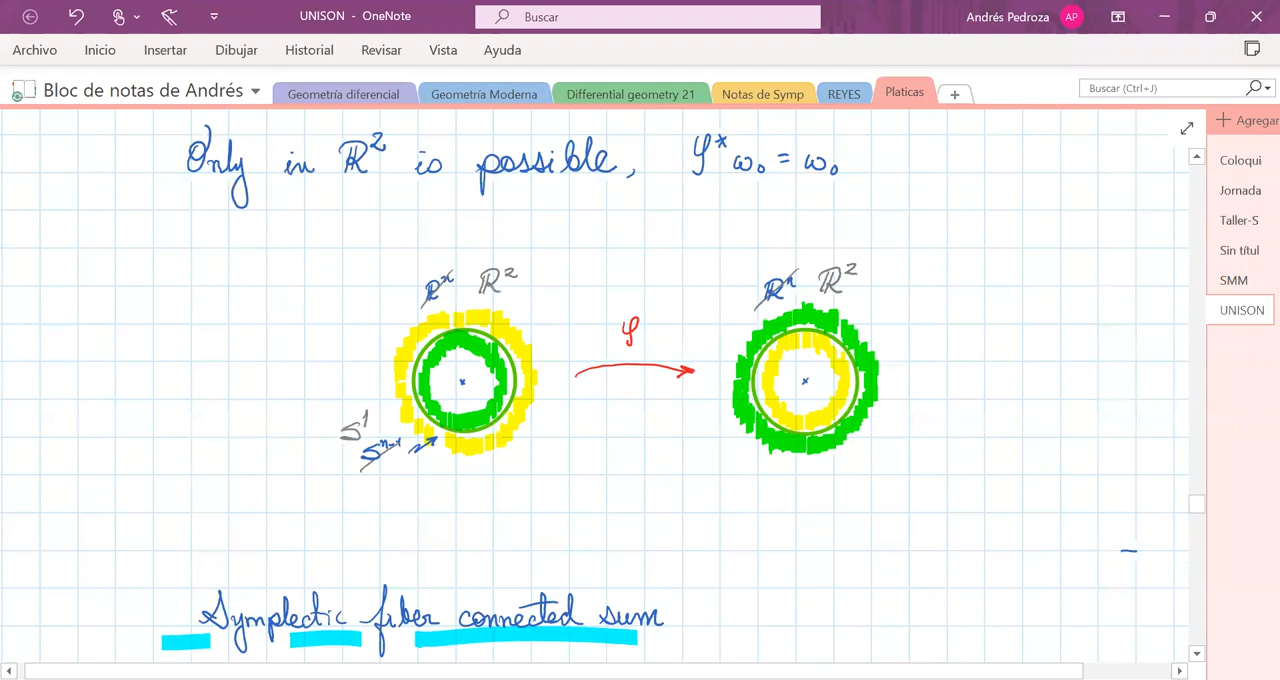 UNISON - OneNote
Buscar
Andrés Pedroza
AP
Archivo Inicio Insertar Dibujar Historial Revisar Vista Ayuda
Bloc de notas de Andrés
Geometría diferencial
Geometría Moderna
Differential geometry 21
Notas de Symp
REYES
Platicas
Buscar (Ctrl+J)
Agregar
Coloqui
Jornada
Taller-S
Sin títul
SMM
UNISON
Only in ℝ² is possible, φ* ω₀ = ω₀
ℝⁿ ℝ²
ℝⁿ ℝ²
φ
S¹
Sⁿ⁻¹
Symplectic fiber connected sum